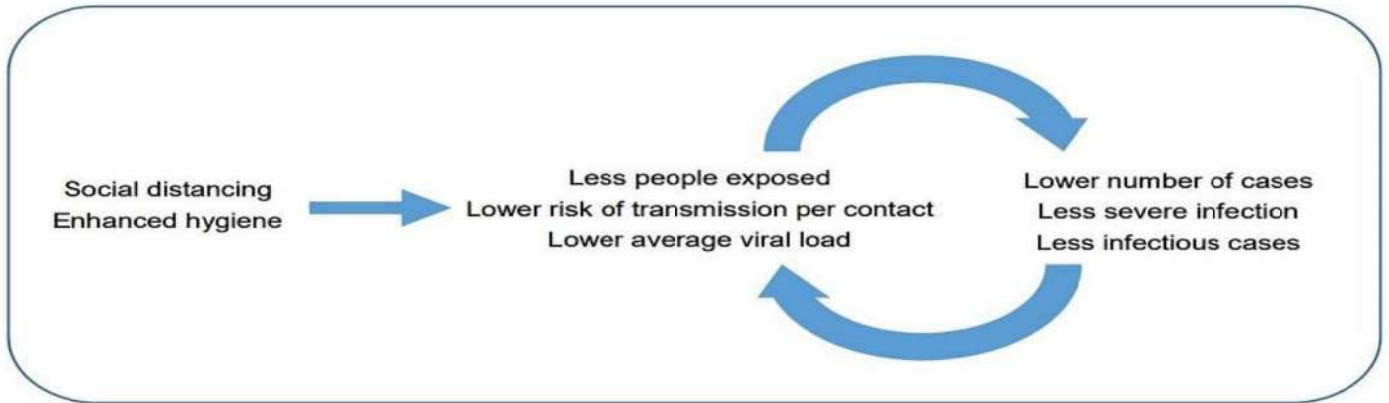 Social distancing
Enhanced hygiene
Less people exposed
Lower risk of transmission per contact
Lower average viral load
Lower number of cases
Less severe infection
Less infectious cases